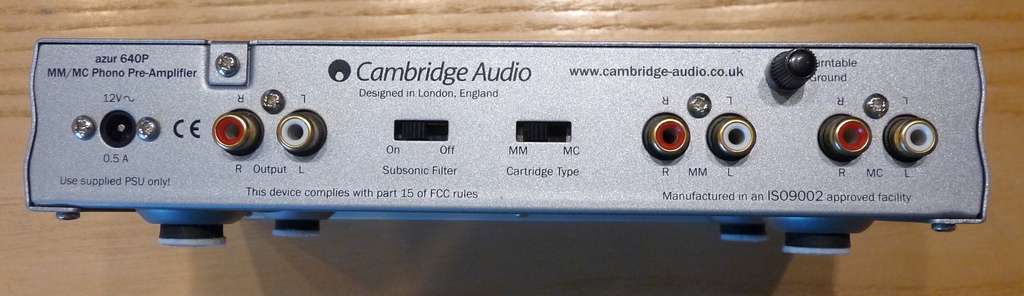 azur 640P
MM/MC Phono Pre-Amplifier
12V~
0.5 A
Use supplied PSU only!
CE
R L
R Output L
This device complies with part 15 of FCC rules
Cambridge Audio
Designed in London, England
On Off
Subsonic Filter
MM MC
Cartridge Type
www.cambridge-audio.co.uk
R L
R MM L
Ground
R L
R MC L
Manufactured in an ISO9002 approved facility